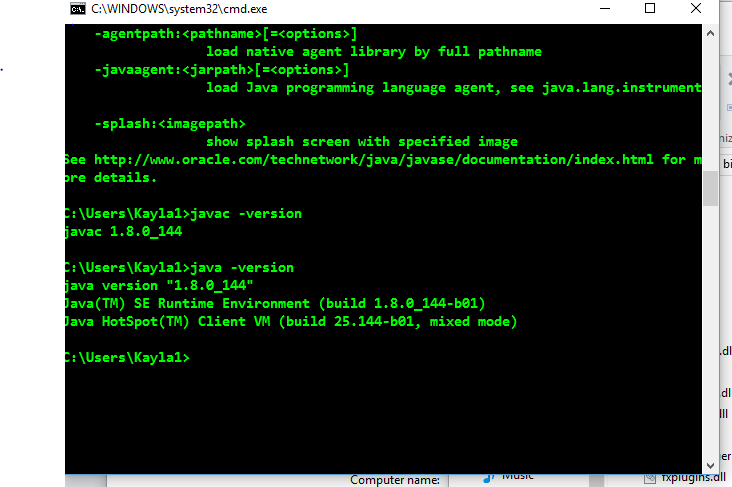 C:\WINDOWS\system32\cmd.exe
-agentpath:<pathname>[=<options>]
load native agent library by full pathname
-javaagent:<jarpath>[=<options>]
load Java programming language agent, see java.lang.instrument
-splash:<imagepath>
show splash screen with specified image
See http://www.oracle.com/technetwork/java/javase/documentation/index.html for m
ore details.
C:\Users\Kayla1>javac -version
javac 1.8.0_144
C:\Users\Kayla1>java -version
java version "1.8.0_144"
Java(TM) SE Runtime Environment (build 1.8.0_144-b01)
Java HotSpot(TM) Client VM (build 25.144-b01, mixed mode)
C:\Users\Kayla1>
Computer name:
Music
fxplugins.dll